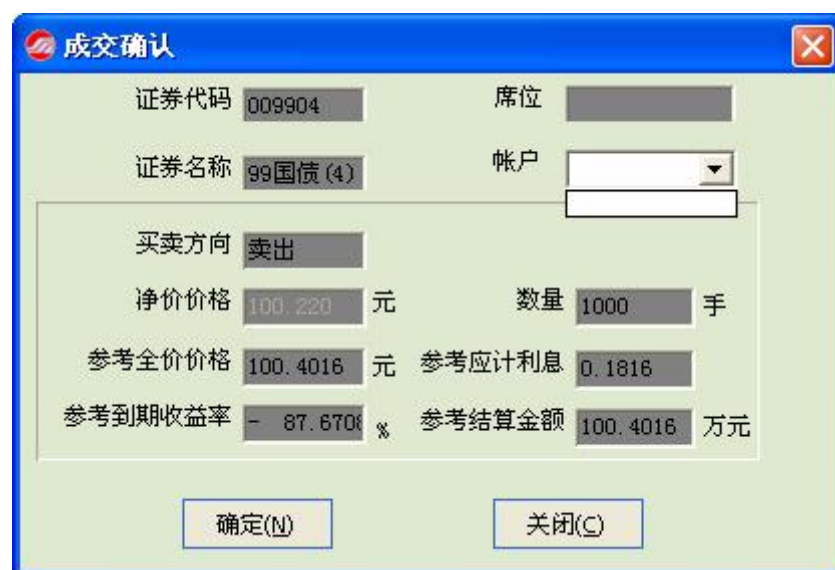 成交确认
证券代码 009904 席位
证券名称 99国债(4) 帐户
买卖方向 卖出
净价价格 100.220 元 数量 1000 手
参考全价价格 100.4016 元 参考应计利息 0.1816
参考到期收益率 - 87.6708 % 参考结算金额 100.4016 万元
确定(N) 关闭(C)